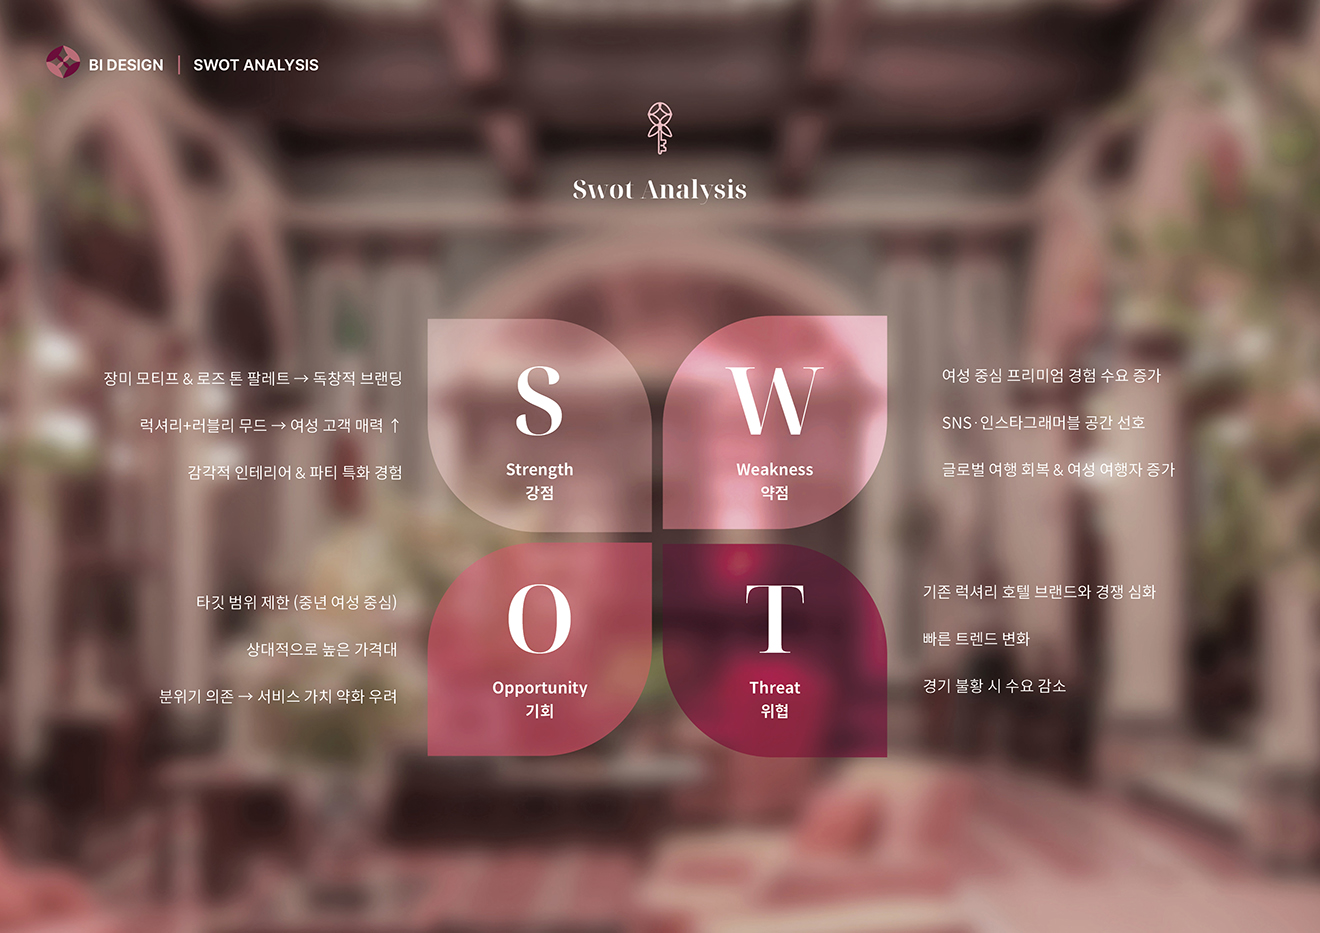 BI DESIGN | SWOT ANALYSIS
Swot Analysis
장미 모티프 & 로즈 톤 팔레트 → 독창적 브랜딩
럭셔리+러블리 무드 → 여성 고객 매력 ↑
감각적 인테리어 & 파티 특화 경험
S
Strength
강점
W
Weakness
약점
여성 중심 프리미엄 경험 수요 증가
SNS·인스타그래머블 공간 선호
글로벌 여행 회복 & 여성 여행자 증가
타깃 범위 제한 (중년 여성 중심)
상대적으로 높은 가격대
분위기 의존 → 서비스 가치 약화 우려
O
Opportunity
기회
T
Threat
위협
기존 럭셔리 호텔 브랜드와 경쟁 심화
빠른 트렌드 변화
경기 불황 시 수요 감소